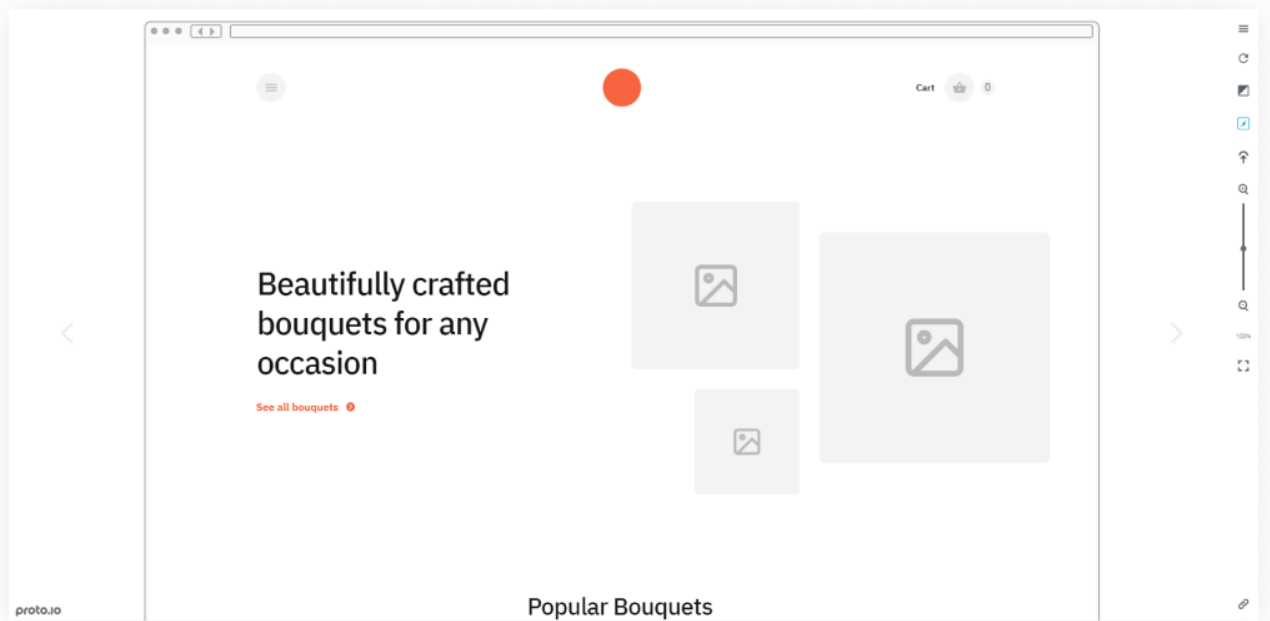 Cart 0
Beautifully crafted
bouquets for any
occasion
See all bouquets
100%
Popular Bouquets
proto.io